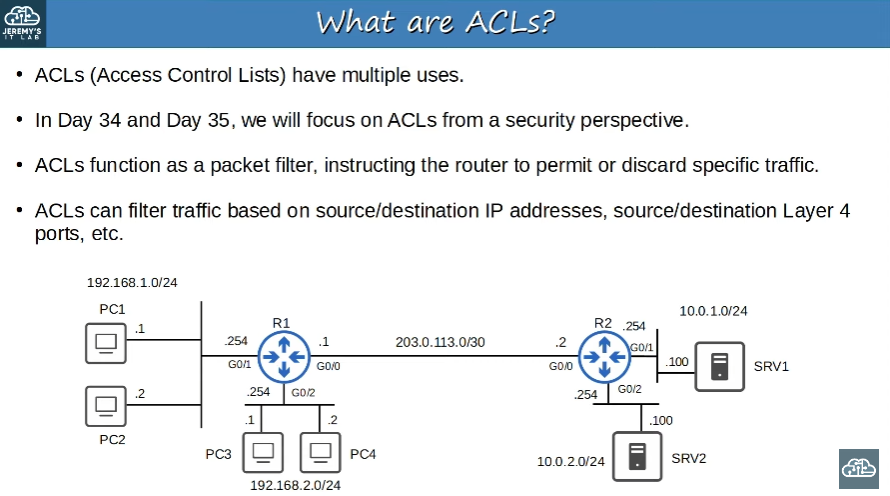 JEREMY'S
IT LAB
What are ACLs?
• ACLs (Access Control Lists) have multiple uses.
• In Day 34 and Day 35, we will focus on ACLs from a security perspective.
• ACLs function as a packet filter, instructing the router to permit or discard specific traffic.
• ACLs can filter traffic based on source/destination IP addresses, source/destination Layer 4
ports, etc.
192.168.1.0/24
PC1
.1
.2
PC2
R1
.254
G0/1
.1
G0/0
.254
G0/2
.1
.2
PC3
PC4
192.168.2.0/24
203.0.113.0/30
R2
.2
G0/0
.254
G0/1
10.0.1.0/24
.100
SRV1
.254
G0/2
.100
10.0.2.0/24
SRV2